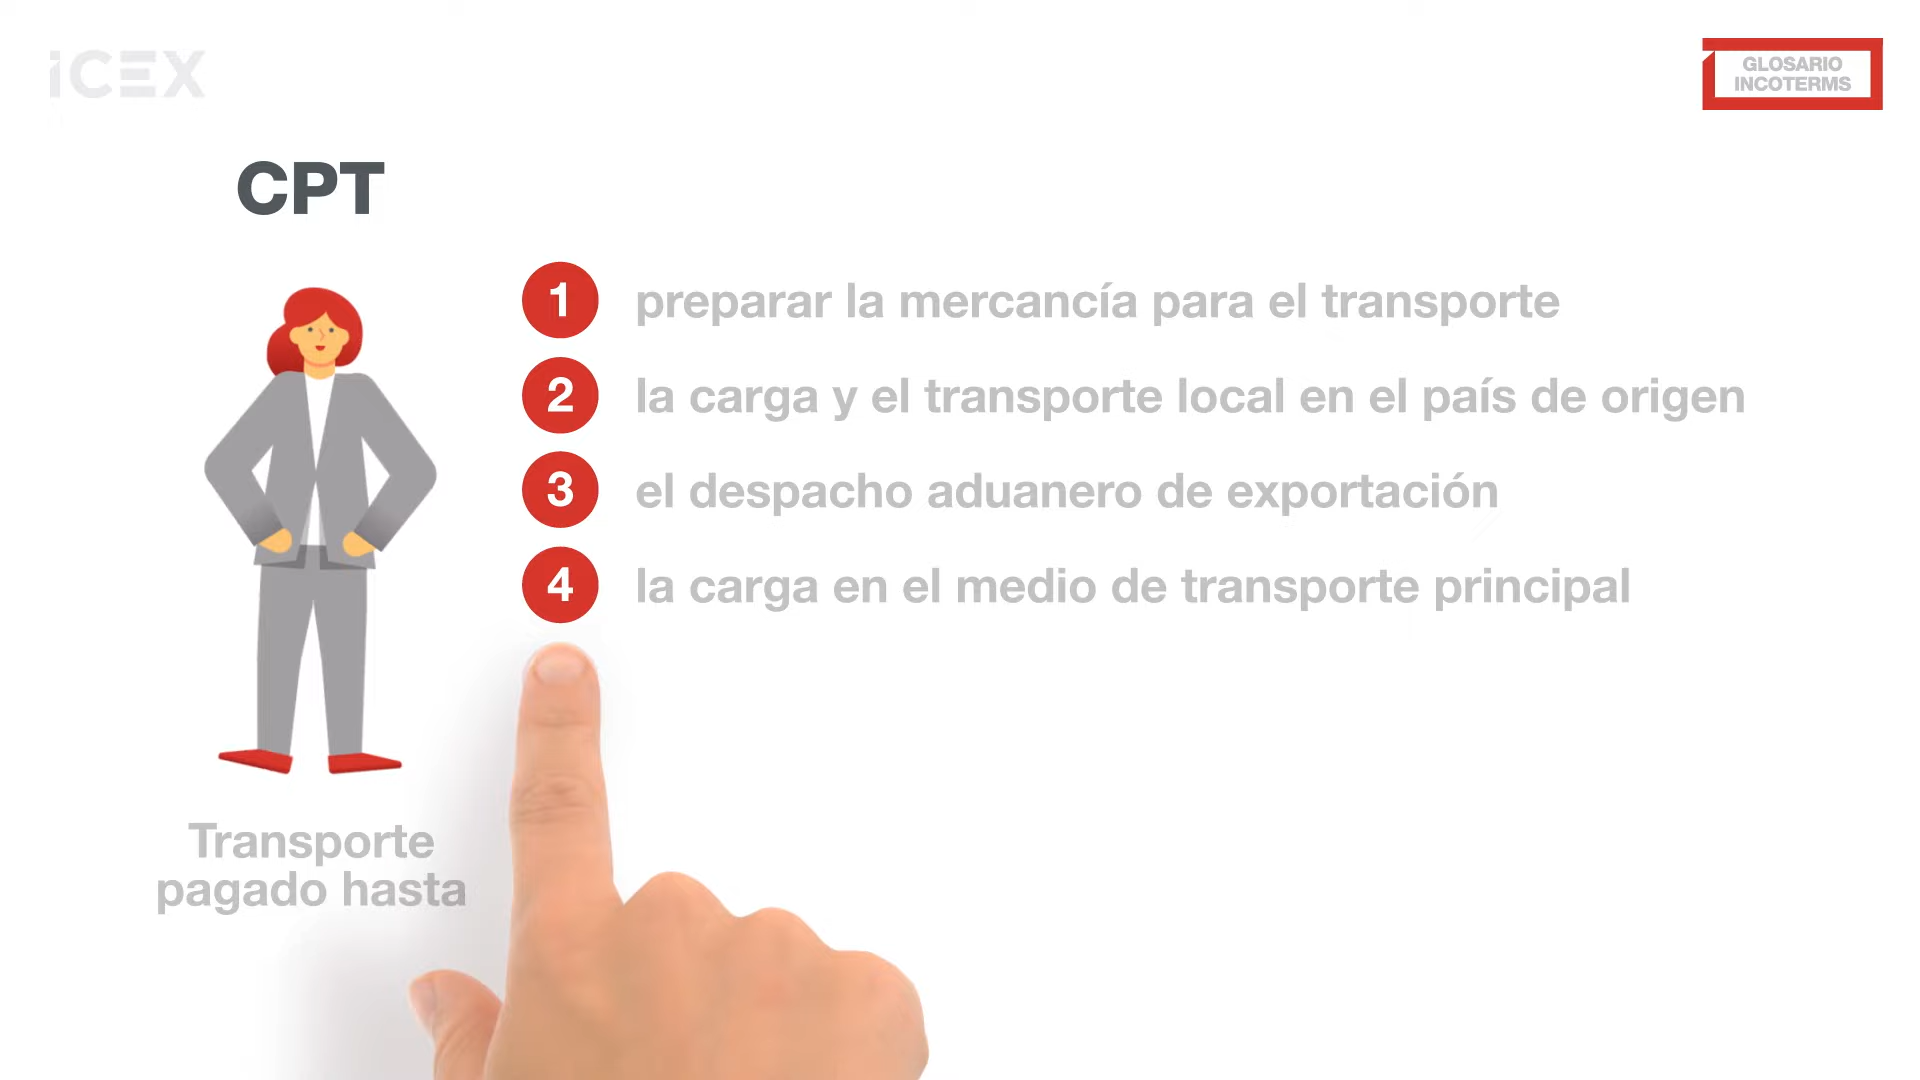 iCEX
GLOSARIO
INCOTERMS
CPT
1 preparar la mercancía para el transporte
2 la carga y el transporte local en el país de origen
3 el despacho aduanero de exportación
4 la carga en el medio de transporte principal
Transporte
pagado hasta